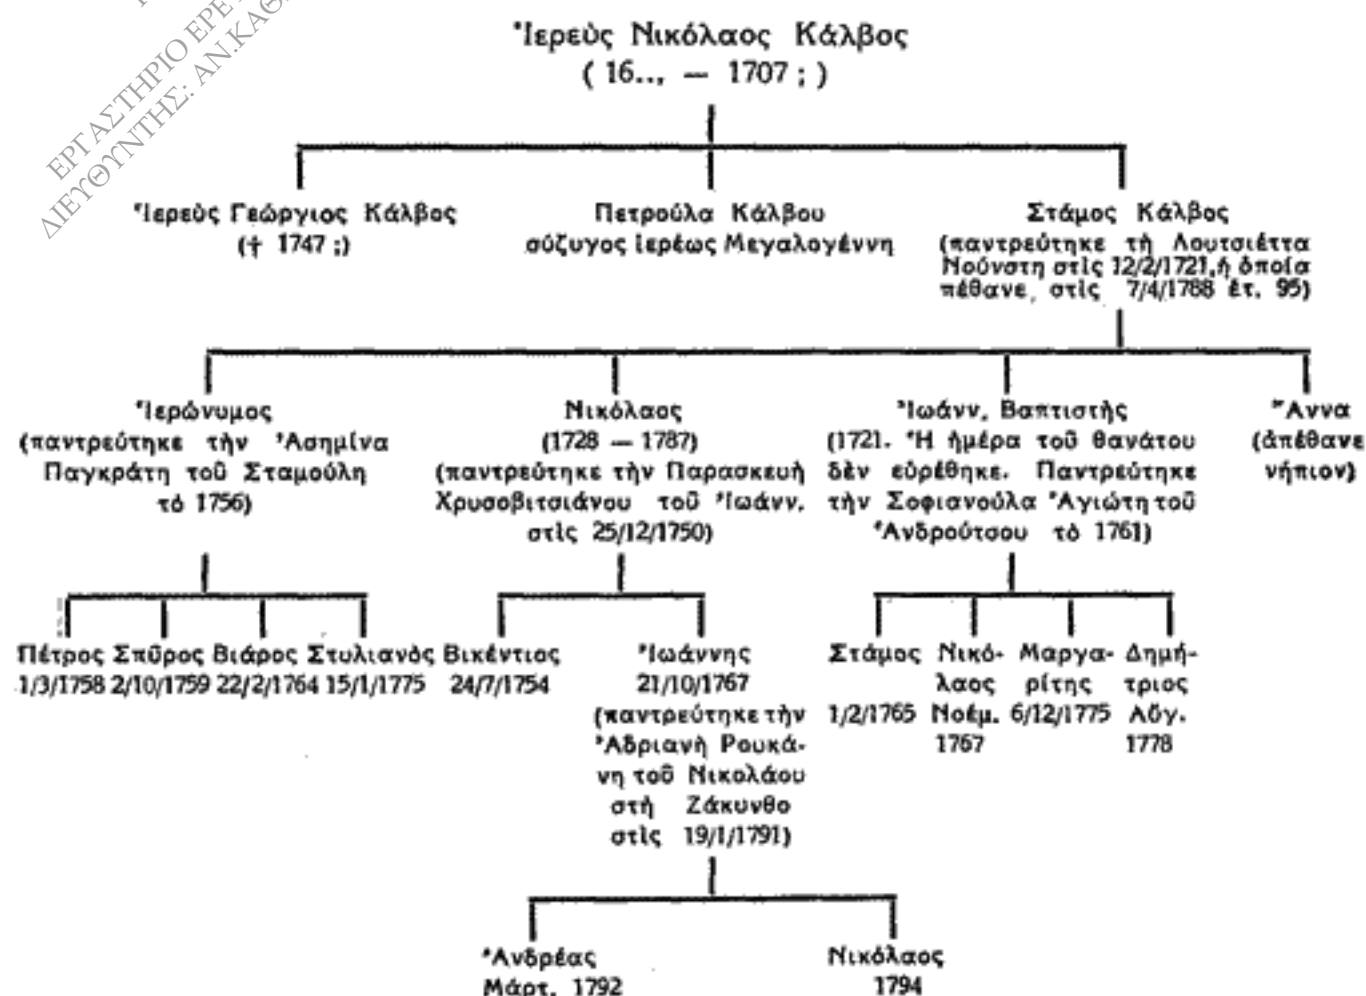 ΕΡΓΑΣΤΗΡΙΟ
ΔΙΕΥΘΥΝΤΗΣ: ΑΝ.
Ἱερεὺς Νικόλαος Κάλβος
( 16.., — 1707 ; )
Ἱερεὺς Γεώργιος Κάλβος
(† 1747 ;)
Πετρούλα Κάλβου
σύζυγος ἱερέως Μεγαλογέννη
Στάμος Κάλβος
(παντρεύτηκε τὴ Λουτσιέττα
Νούνστη στὶς 12/2/1721, ἡ ὁποία
πέθανε, στὶς 7/4/1788 ἐτ. 95)
Ἱερώνυμος
(παντρεύτηκε τὴν Ἀσημίνα
Παγκράτη τοῦ Σταμούλη
τὸ 1756)
Νικόλαος
(1728 — 1787)
(παντρεύτηκε τὴν Παρασκευὴ
Χρυσοβιτσιάνου τοῦ Ἰωάνν.
στὶς 25/12/1750)
Ἰωάνν. Βαπτιστὴς
(1721. Ἡ ἡμέρα τοῦ θανάτου
δὲν εὑρέθηκε. Παντρεύτηκε
τὴν Σοφιανούλα Ἁγιώτη τοῦ
Ἀνδρούτσου τὸ 1761)
Ἄννα
(ἀπέθανε
νήπιον)
Πέτρος
1/3/1758
Σπῦρος
2/10/1759
Βιάρος
22/2/1764
Στυλιανὸς
15/1/1775
Βικέντιος
24/7/1754
Ἰωάννης
21/10/1767
(παντρεύτηκε τὴν
Ἀδριανὴ Ρουκά-
νη τοῦ Νικολάου
στὴ Ζάκυνθο
στὶς 19/1/1791)
Στάμος
1/2/1765
Νικό-
λαος
Νοέμ.
1767
Μαργα-
ρίτης
6/12/1775
Δημή-
τριος
Αὔγ.
1778
Ἀνδρέας
Μάρτ. 1792
Νικόλαος
1794